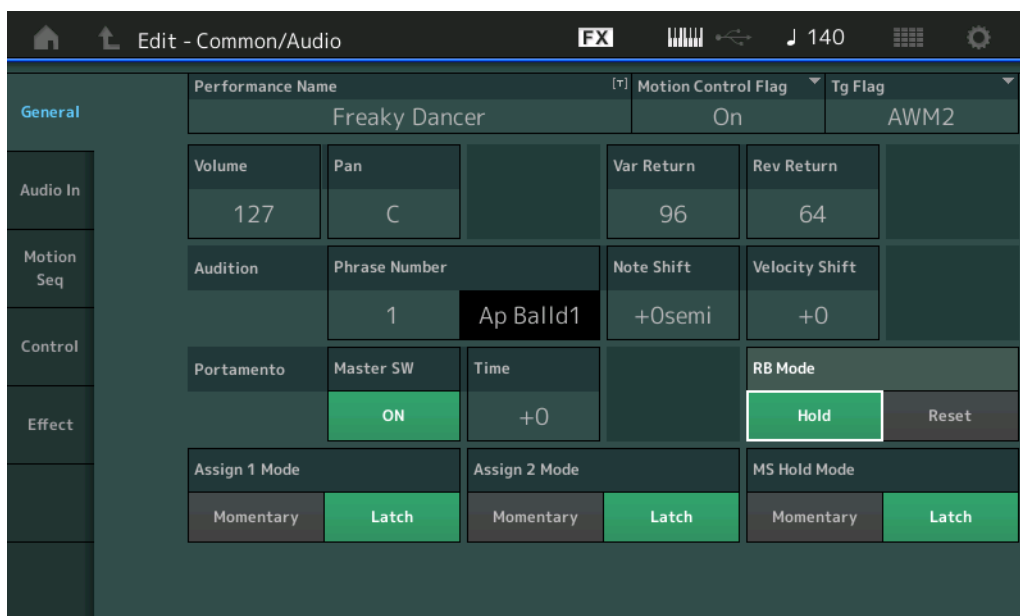 Edit - Common/Audio FX ♩ 140
General
Audio In
Motion
Seq
Control
Effect
Performance Name [T] Motion Control Flag Tg Flag
Freaky Dancer On AWM2
Volume Pan Var Return Rev Return
127 C 96 64
Audition Phrase Number Note Shift Velocity Shift
1 Ap Balld1 +0semi +0
Portamento Master SW Time RB Mode
ON +0 Hold Reset
Assign 1 Mode Assign 2 Mode MS Hold Mode
Momentary Latch Momentary Latch Momentary Latch